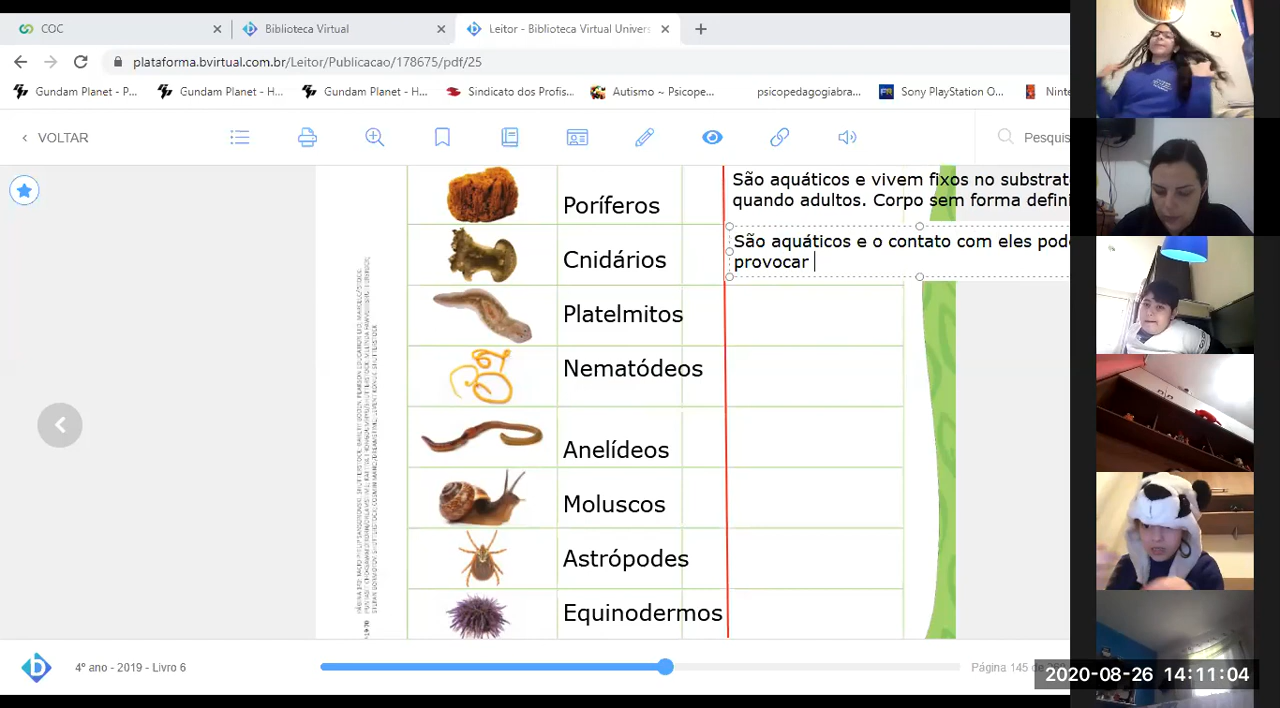 COC
Biblioteca Virtual
Leitor - Biblioteca Virtual Univers
plataforma.bvirtual.com.br/Leitor/Publicacao/178675/pdf/25
Gundam Planet - P...
Gundam Planet - H...
Gundam Planet - H...
Sindicato dos Profis...
Autismo ~ Psicope...
psicopedagogiabra...
Sony PlayStation O...
Ninte
VOLTAR
Pesquis
Poríferos
São aquáticos e vivem fixos no substrat
quando adultos. Corpo sem forma defini
Cnidários
São aquáticos e o contato com eles pod
provocar
Platelmitos
Nematódeos
Anelídeos
Moluscos
Astrópodes
Equinodermos
4º ano - 2019 - Livro 6
Página 145 de
2020-08-26 14:11:04